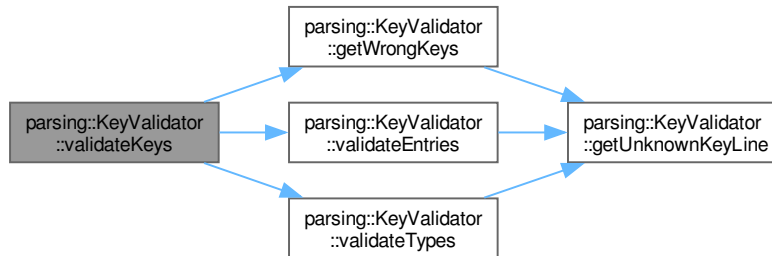 parsing::KeyValidator
::validateKeys
parsing::KeyValidator
::getWrongKeys
parsing::KeyValidator
::validateEntries
parsing::KeyValidator
::validateTypes
parsing::KeyValidator
::getUnknownKeyLine